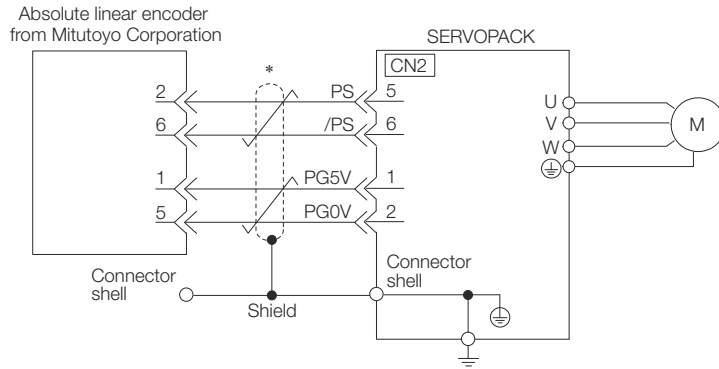 Absolute linear encoder
from Mitutoyo Corporation
SERVOPACK
CN2
*
2 PS 5
6 /PS 6
1 PG5V 1
5 PG0V 2
U
V
W
M
Connector
shell
Shield
Connector
shell